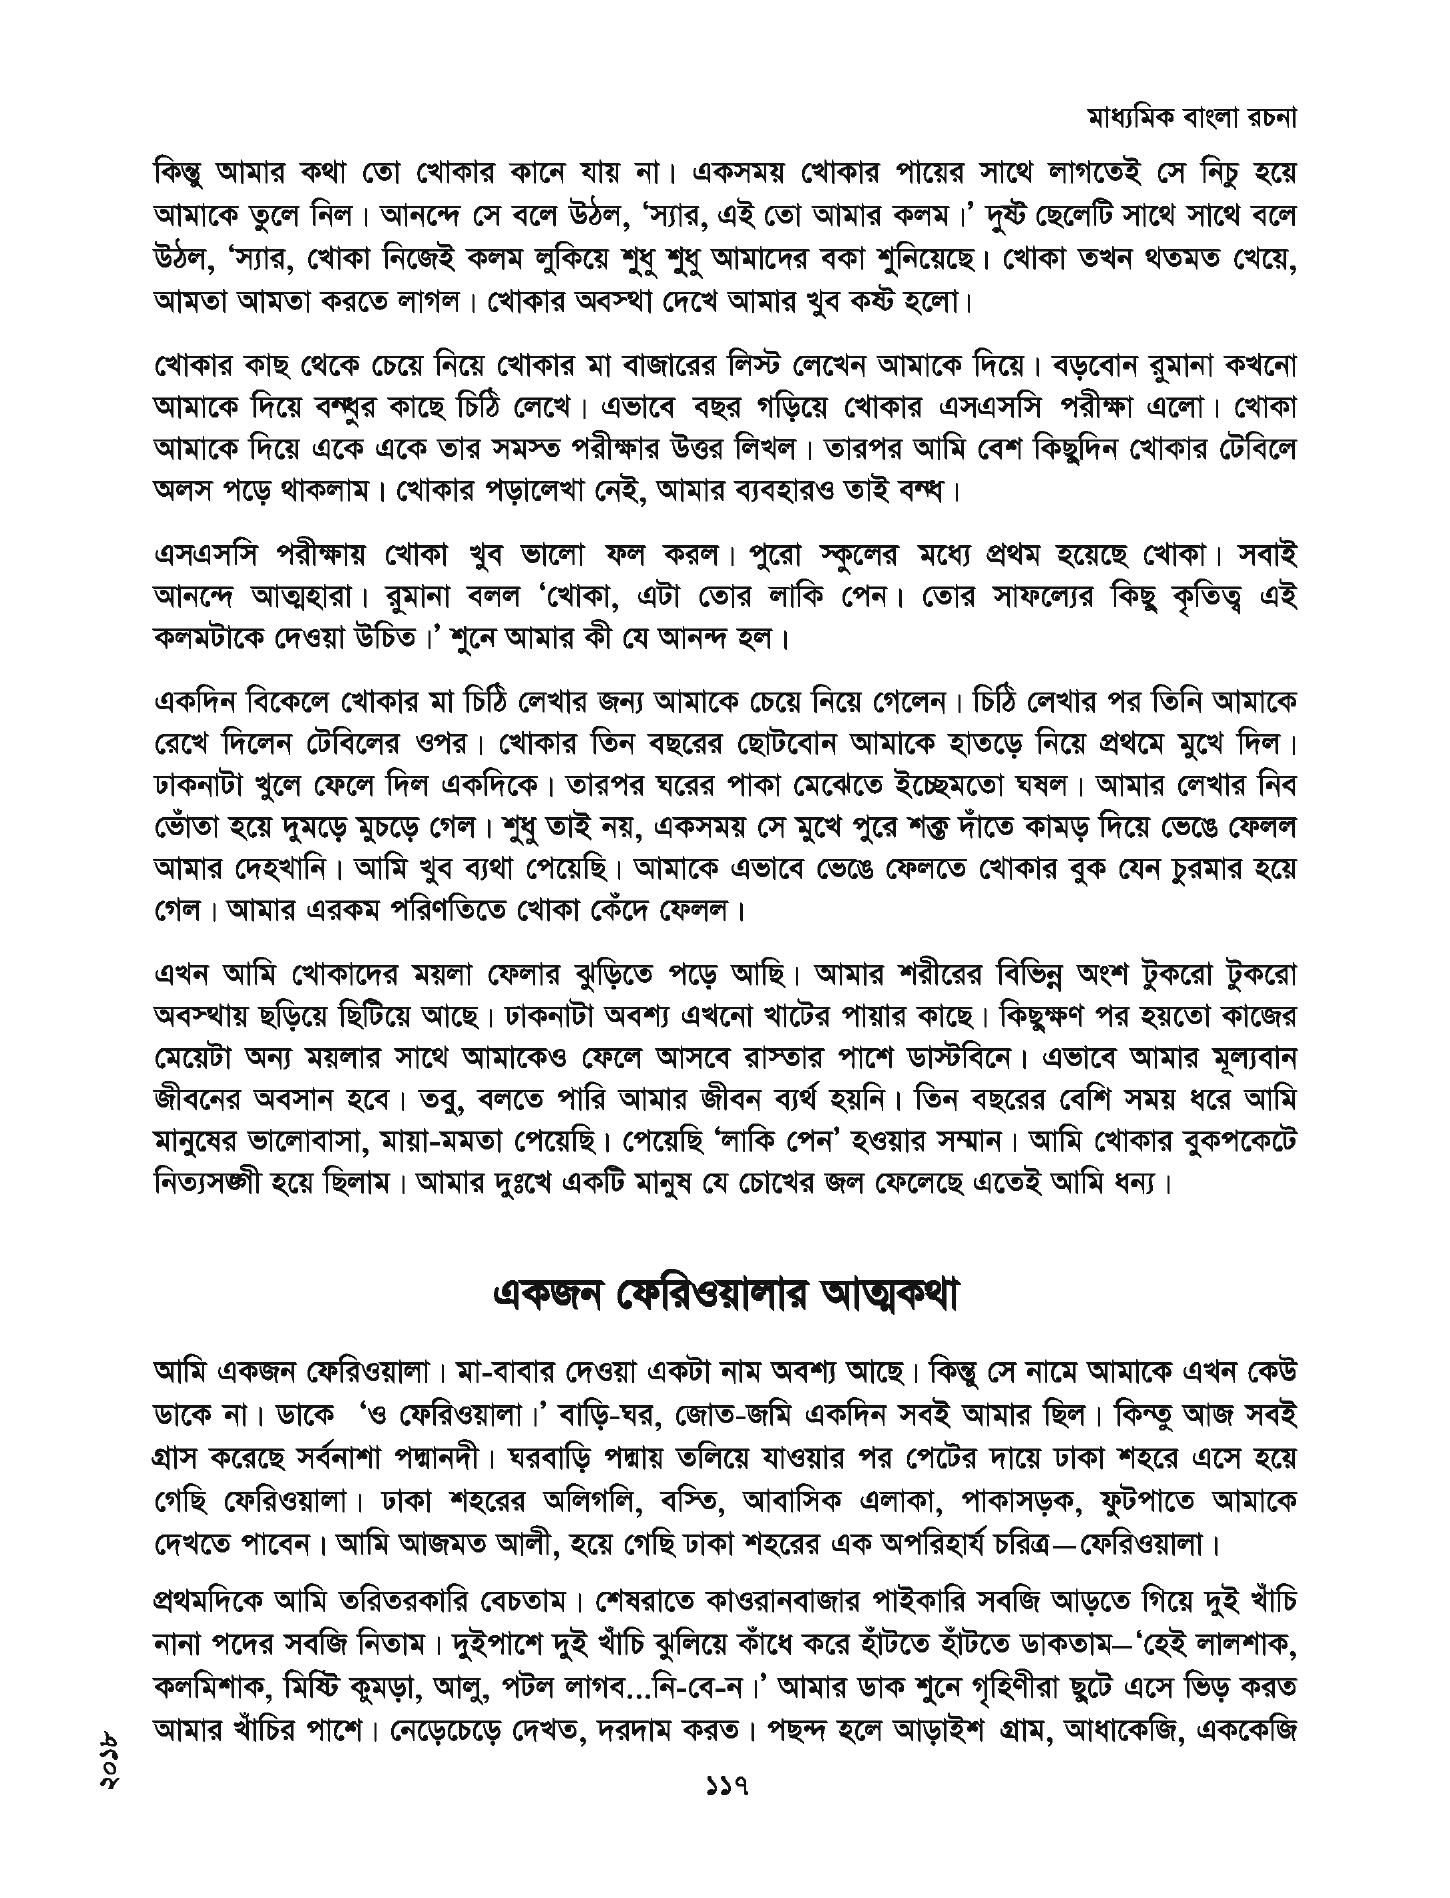 মাধ্যমিক বাংলা রচনা
কিন্তু আমার কথা তো খোকার কানে যায় না। একসময় খোকার পায়ের সাথে লাগতেই সে নিচু হয়ে
আমাকে তুলে নিল। আনন্দে সে বলে উঠল, ‘স্যার, এই তো আমার কলম।’ দুষ্ট ছেলেটি সাথে সাথে বলে
উঠল, ‘স্যার, খোকা নিজেই কলম লুকিয়ে শুধু শুধু আমাদের বকা শুনিয়েছে। খোকা তখন থতমত খেয়ে,
আমতা আমতা করতে লাগল। খোকার অবস্থা দেখে আমার খুব কষ্ট হলো।
খোকার কাছ থেকে চেয়ে নিয়ে খোকার মা বাজারের লিস্ট লেখেন আমাকে দিয়ে। বড়বোন রুমানা কখনো
আমাকে দিয়ে বন্ধুর কাছে চিঠি লেখে। এভাবে বছর গড়িয়ে খোকার এসএসসি পরীক্ষা এলো। খোকা
আমাকে দিয়ে একে একে তার সমস্ত পরীক্ষার উত্তর লিখল। তারপর আমি বেশ কিছুদিন খোকার টেবিলে
অলস পড়ে থাকলাম। খোকার পড়ালেখা নেই, আমার ব্যবহারও তাই বন্ধ।
এসএসসি পরীক্ষায় খোকা খুব ভালো ফল করল। পুরো স্কুলের মধ্যে প্রথম হয়েছে খোকা। সবাই
আনন্দে আত্মহারা। রুমানা বলল ‘খোকা, এটা তোর লাকি পেন। তোর সাফল্যের কিছু কৃতিত্ব এই
কলমটাকে দেওয়া উচিত।’ শুনে আমার কী যে আনন্দ হল।
একদিন বিকেলে খোকার মা চিঠি লেখার জন্য আমাকে চেয়ে নিয়ে গেলেন। চিঠি লেখার পর তিনি আমাকে
রেখে দিলেন টেবিলের ওপর। খোকার তিন বছরের ছোটবোন আমাকে হাতড়ে নিয়ে প্রথমে মুখে দিল।
ঢাকনাটা খুলে ফেলে দিল একদিকে। তারপর ঘরের পাকা মেঝেতে ইচ্ছেমতো ঘষল। আমার লেখার নিব
ভোঁতা হয়ে দুমড়ে মুচড়ে গেল। শুধু তাই নয়, একসময় সে মুখে পুরে শক্ত দাঁতে কামড় দিয়ে ভেঙে ফেলল
আমার দেহখানি। আমি খুব ব্যথা পেয়েছি। আমাকে এভাবে ভেঙে ফেলতে খোকার বুক যেন চুরমার হয়ে
গেল। আমার এরকম পরিণতিতে খোকা কেঁদে ফেলল।
এখন আমি খোকাদের ময়লা ফেলার ঝুড়িতে পড়ে আছি। আমার শরীরের বিভিন্ন অংশ টুকরো টুকরো
অবস্থায় ছড়িয়ে ছিটিয়ে আছে। ঢাকনাটা অবশ্য এখনো খাটের পায়ার কাছে। কিছুক্ষণ পর হয়তো কাজের
মেয়েটা অন্য ময়লার সাথে আমাকেও ফেলে আসবে রাস্তার পাশে ডাস্টবিনে। এভাবে আমার মূল্যবান
জীবনের অবসান হবে। তবু, বলতে পারি আমার জীবন ব্যর্থ হয়নি। তিন বছরের বেশি সময় ধরে আমি
মানুষের ভালোবাসা, মায়া-মমতা পেয়েছি। পেয়েছি ‘লাকি পেন’ হওয়ার সম্মান। আমি খোকার বুকপকেটে
নিত্যসঙ্গী হয়ে ছিলাম। আমার দুঃখে একটি মানুষ যে চোখের জল ফেলেছে এতেই আমি ধন্য।
একজন ফেরিওয়ালার আত্মকথা
আমি একজন ফেরিওয়ালা। মা-বাবার দেওয়া একটা নাম অবশ্য আছে। কিন্তু সে নামে আমাকে এখন কেউ
ডাকে না। ডাকে ‘ও ফেরিওয়ালা।’ বাড়ি-ঘর, জোত-জমি একদিন সবই আমার ছিল। কিন্তু আজ সবই
গ্রাস করেছে সর্বনাশা পদ্মানদী। ঘরবাড়ি পদ্মায় তলিয়ে যাওয়ার পর পেটের দায়ে ঢাকা শহরে এসে হয়ে
গেছি ফেরিওয়ালা। ঢাকা শহরের অলিগলি, বস্তি, আবাসিক এলাকা, পাকাসড়ক, ফুটপাতে আমাকে
দেখতে পাবেন। আমি আজমত আলী, হয়ে গেছি ঢাকা শহরের এক অপরিহার্য চরিত্র—ফেরিওয়ালা।
প্রথমদিকে আমি তরিতরকারি বেচতাম। শেষরাতে কাওরানবাজার পাইকারি সবজি আড়তে গিয়ে দুই খাঁচি
নানা পদের সবজি নিতাম। দুইপাশে দুই খাঁচি ঝুলিয়ে কাঁধে করে হাঁটতে হাঁটতে ডাকতাম—‘হেই লালশাক,
কলমিশাক, মিষ্টি কুমড়া, আলু, পটল লাগব...নি-বে-ন।’ আমার ডাক শুনে গৃহিণীরা ছুটে এসে ভিড় করত
আমার খাঁচির পাশে। নেড়েচেড়ে দেখত, দরদাম করত। পছন্দ হলে আড়াইশ গ্রাম, আধাকেজি, এককেজি
২০১৮
১১৭